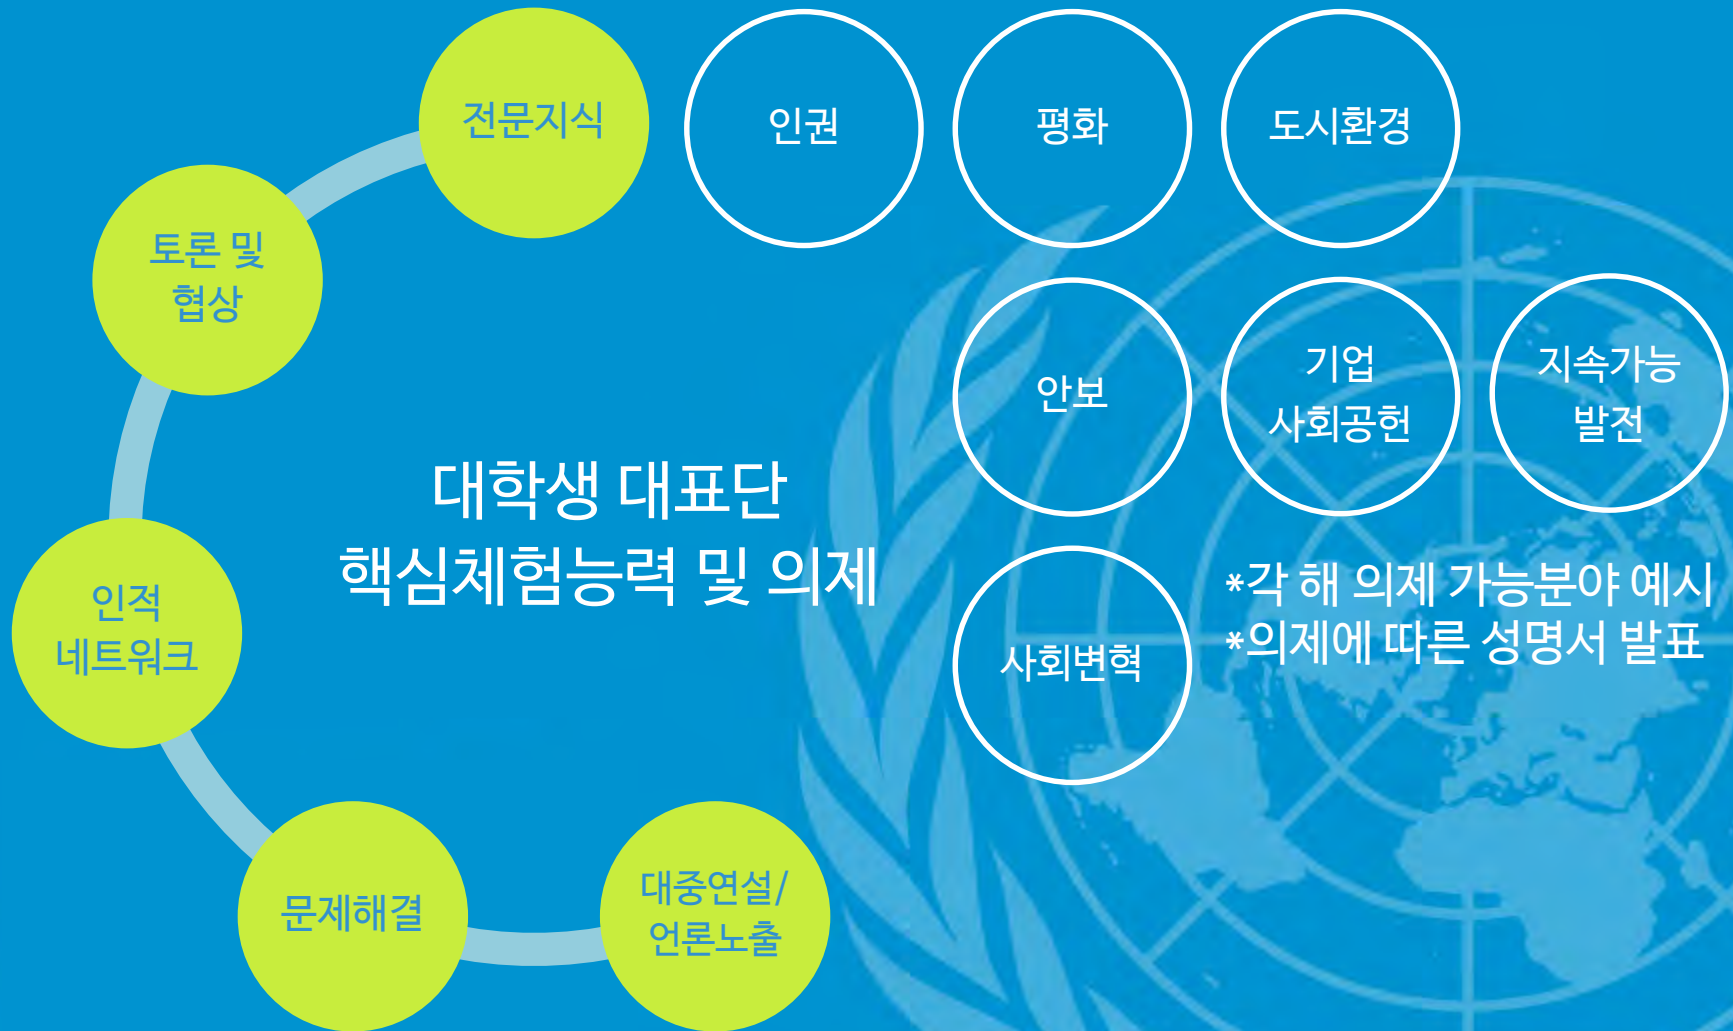 전문지식
인권
평화
도시환경
토론 및
협상
안보
기업
사회공헌
지속가능
발전
대학생 대표단
핵심체험능력 및 의제
인적
네트워크
사회변혁
*각 해 의제 가능분야 예시
*의제에 따른 성명서 발표
문제해결
대중연설/
언론노출